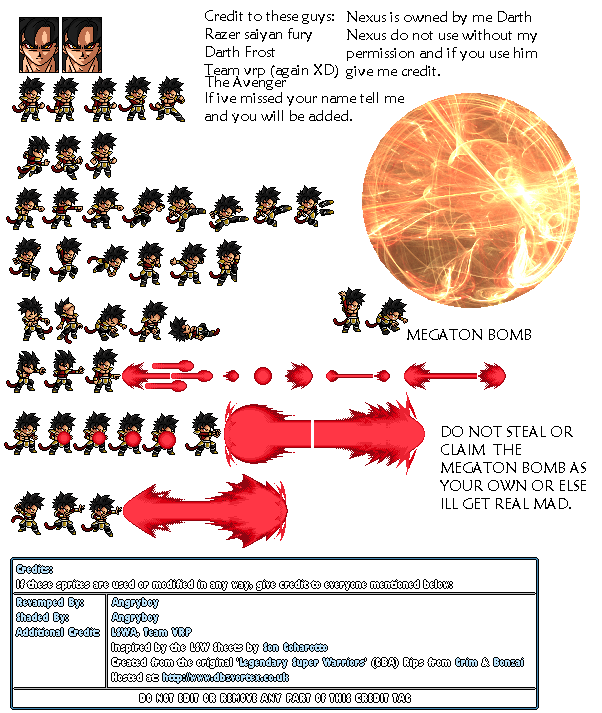 Credit to these guys:
Razer saiyan fury
Darth Frost
Team vrp (again XD)
The Avenger
If ive missed your name tell me
and you will be added.
Nexus is owned by me Darth
Nexus do not use without my
permission and if you use him
give me credit.
MEGATON BOMB
DO NOT STEAL OR
CLAIM THE
MEGATON BOMB AS
YOUR OWN OR ELSE
ILL GET REAL MAD.
Credits:
If these sprites are used or modified in any way, give credit to everyone mentioned below:
Revamped By: Angryboy
Shaded By: Angryboy
Additional Credit: LSWA, Team VRP
Inspired by the LSW Sheets by Son Goharotto
Created from the original 'Legendary Super Warriors' (GBA) Rips from Grim & Bonzai
Hosted at: http://www.dbzvortex.co.uk
DO NOT EDIT OR REMOVE ANY PART OF THIS CREDIT TAG